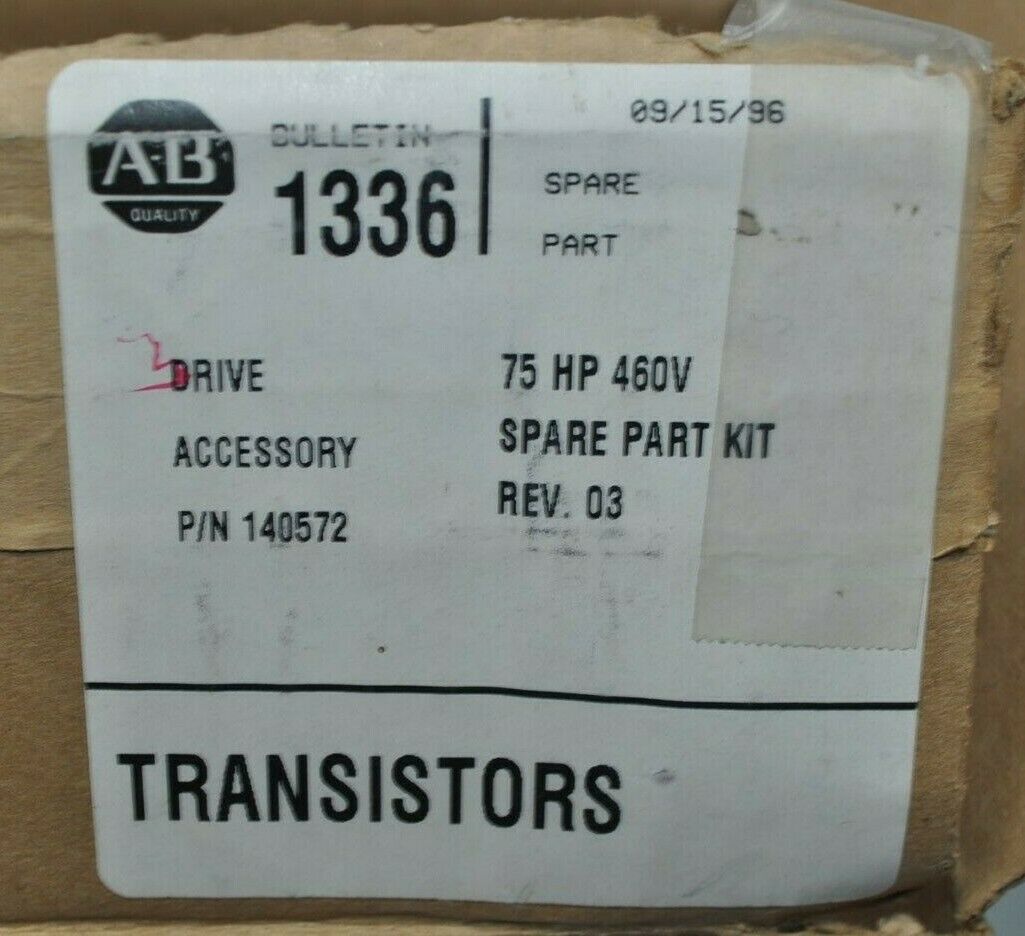 A-B
QUALITY
BULLETIN
1336
09/15/96
SPARE
PART
DRIVE
ACCESSORY
P/N 140572
75 HP 460V
SPARE PART KIT
REV. 03
TRANSISTORS